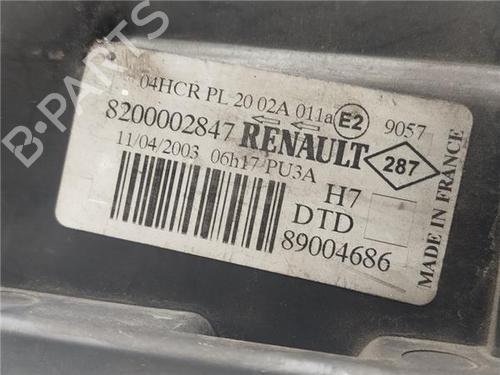 B-PARTS
04HCR PL 20 02A 011a E2 9057
8200002847 RENAULT 287
11/04/2003 06h17 PU3A
H7
DTD
89004686
MADE IN FRANCE